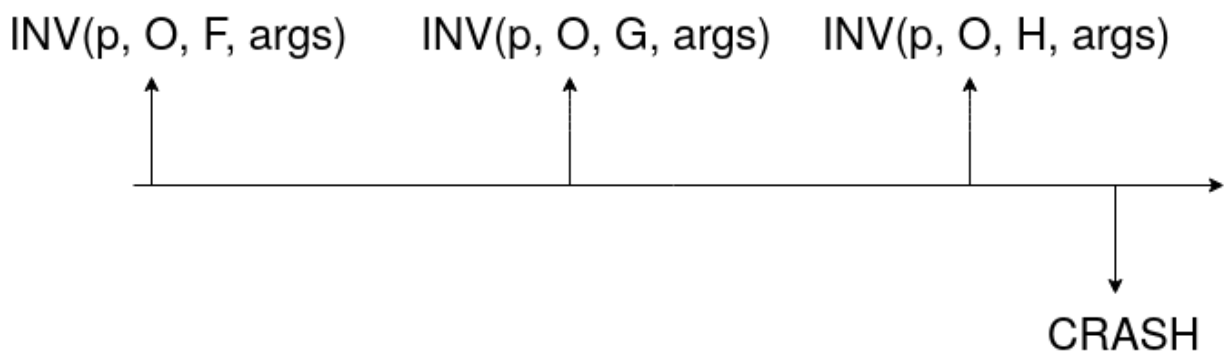 INV(p, O, F, args) INV(p, O, G, args) INV(p, O, H, args)
CRASH